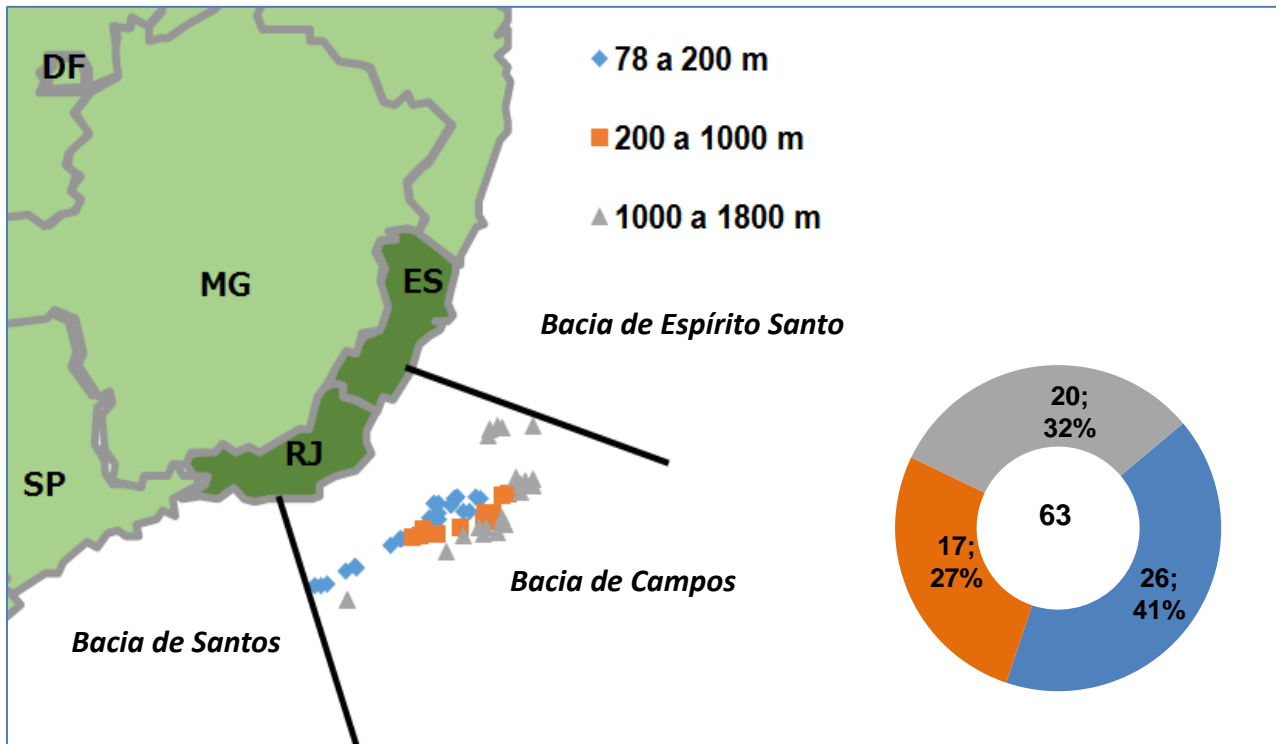 DF
MG
ES
RJ
SP
78 a 200 m
200 a 1000 m
1000 a 1800 m
Bacia de Espírito Santo
Bacia de Campos
Bacia de Santos
20;
32%
63
17;
27%
26;
41%